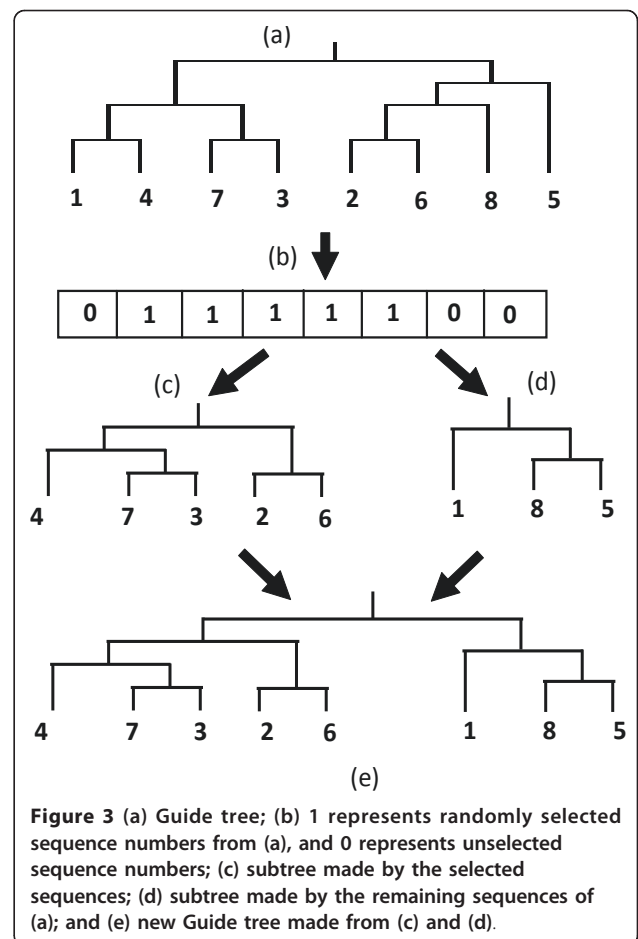 (a)
1 4 7 3 2 6 8 5
(b)
0 1 1 1 1 1 0 0
(c) (d)
4 7 3 2 6 1 8 5
4 7 3 2 6 1 8 5
(e)
Figure 3 (a) Guide tree; (b) 1 represents randomly selected
sequence numbers from (a), and 0 represents unselected
sequence numbers; (c) subtree made by the selected
sequences; (d) subtree made by the remaining sequences of
(a); and (e) new Guide tree made from (c) and (d).